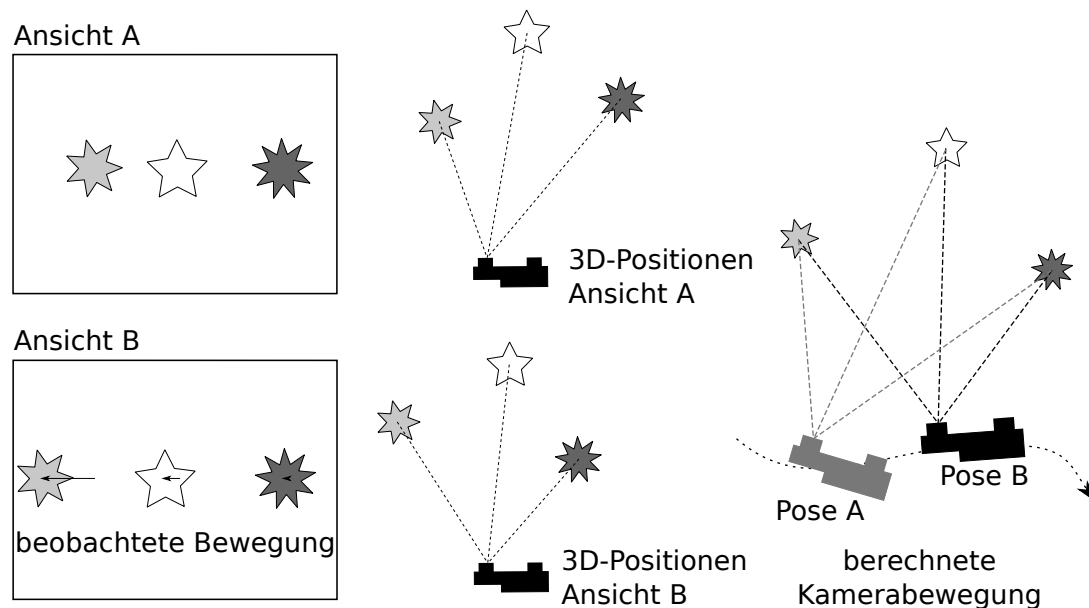 Ansicht A
3D-Positionen
Ansicht A
Ansicht B
beobachtete Bewegung
3D-Positionen
Ansicht B
Pose A
Pose B
berechnete
Kamerabewegung